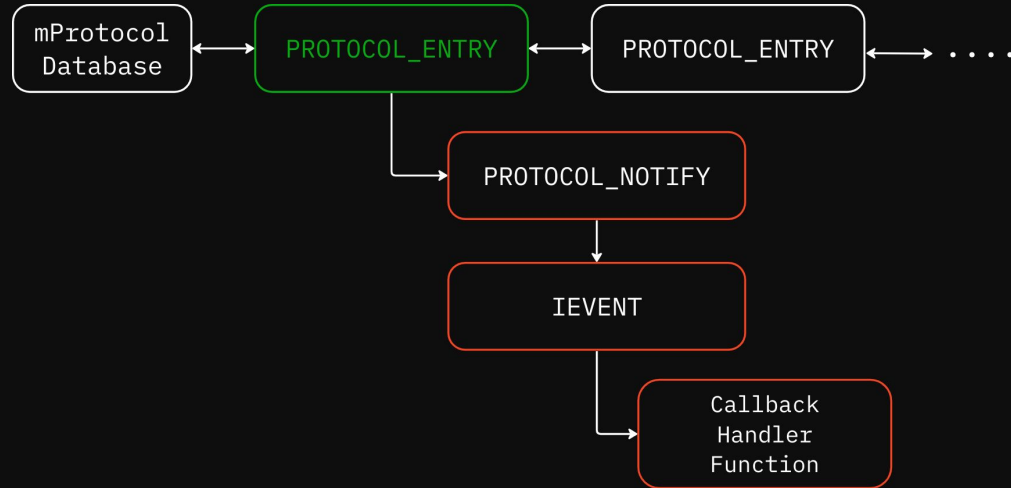 mProtocol
Database
PROTOCOL_ENTRY
PROTOCOL_ENTRY
....
PROTOCOL_NOTIFY
IEVENT
Callback
Handler
Function